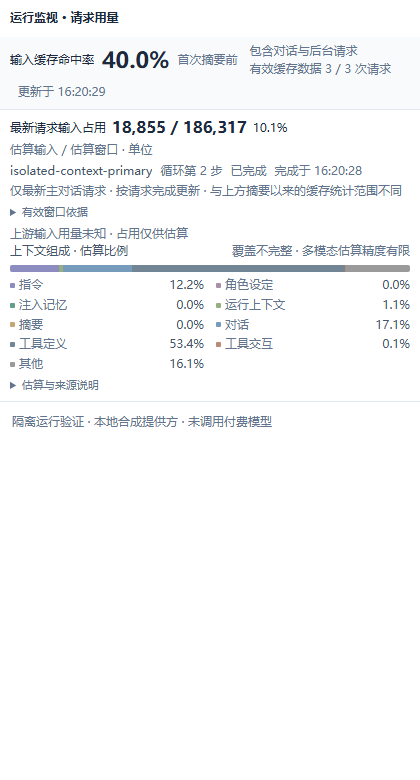 运行监视 · 请求用量
输入缓存命中率 40.0% 首次摘要前 包含对话与后台请求
有效缓存数据 3 / 3 次请求
更新于 16:20:29
最新请求输入占用 18,855 / 186,317 10.1%
估算输入 / 估算窗口 · 单位
isolated-context-primary 循环第 2 步 已完成 完成于 16:20:28
仅最新主对话请求 · 按请求完成更新 · 与上方摘要以来的缓存统计范围不同
▶ 有效窗口依据
上游输入用量未知 · 占用仅供估算
上下文组成 · 估算比例 覆盖不完整 · 多模态估算精度有限
指令 12.2% 角色设定 0.0%
注入记忆 0.0% 运行上下文 1.1%
摘要 0.0% 对话 17.1%
工具定义 53.4% 工具交互 0.1%
其他 16.1%
▶ 估算与来源说明
隔离运行验证 · 本地合成提供方 · 未调用付费模型